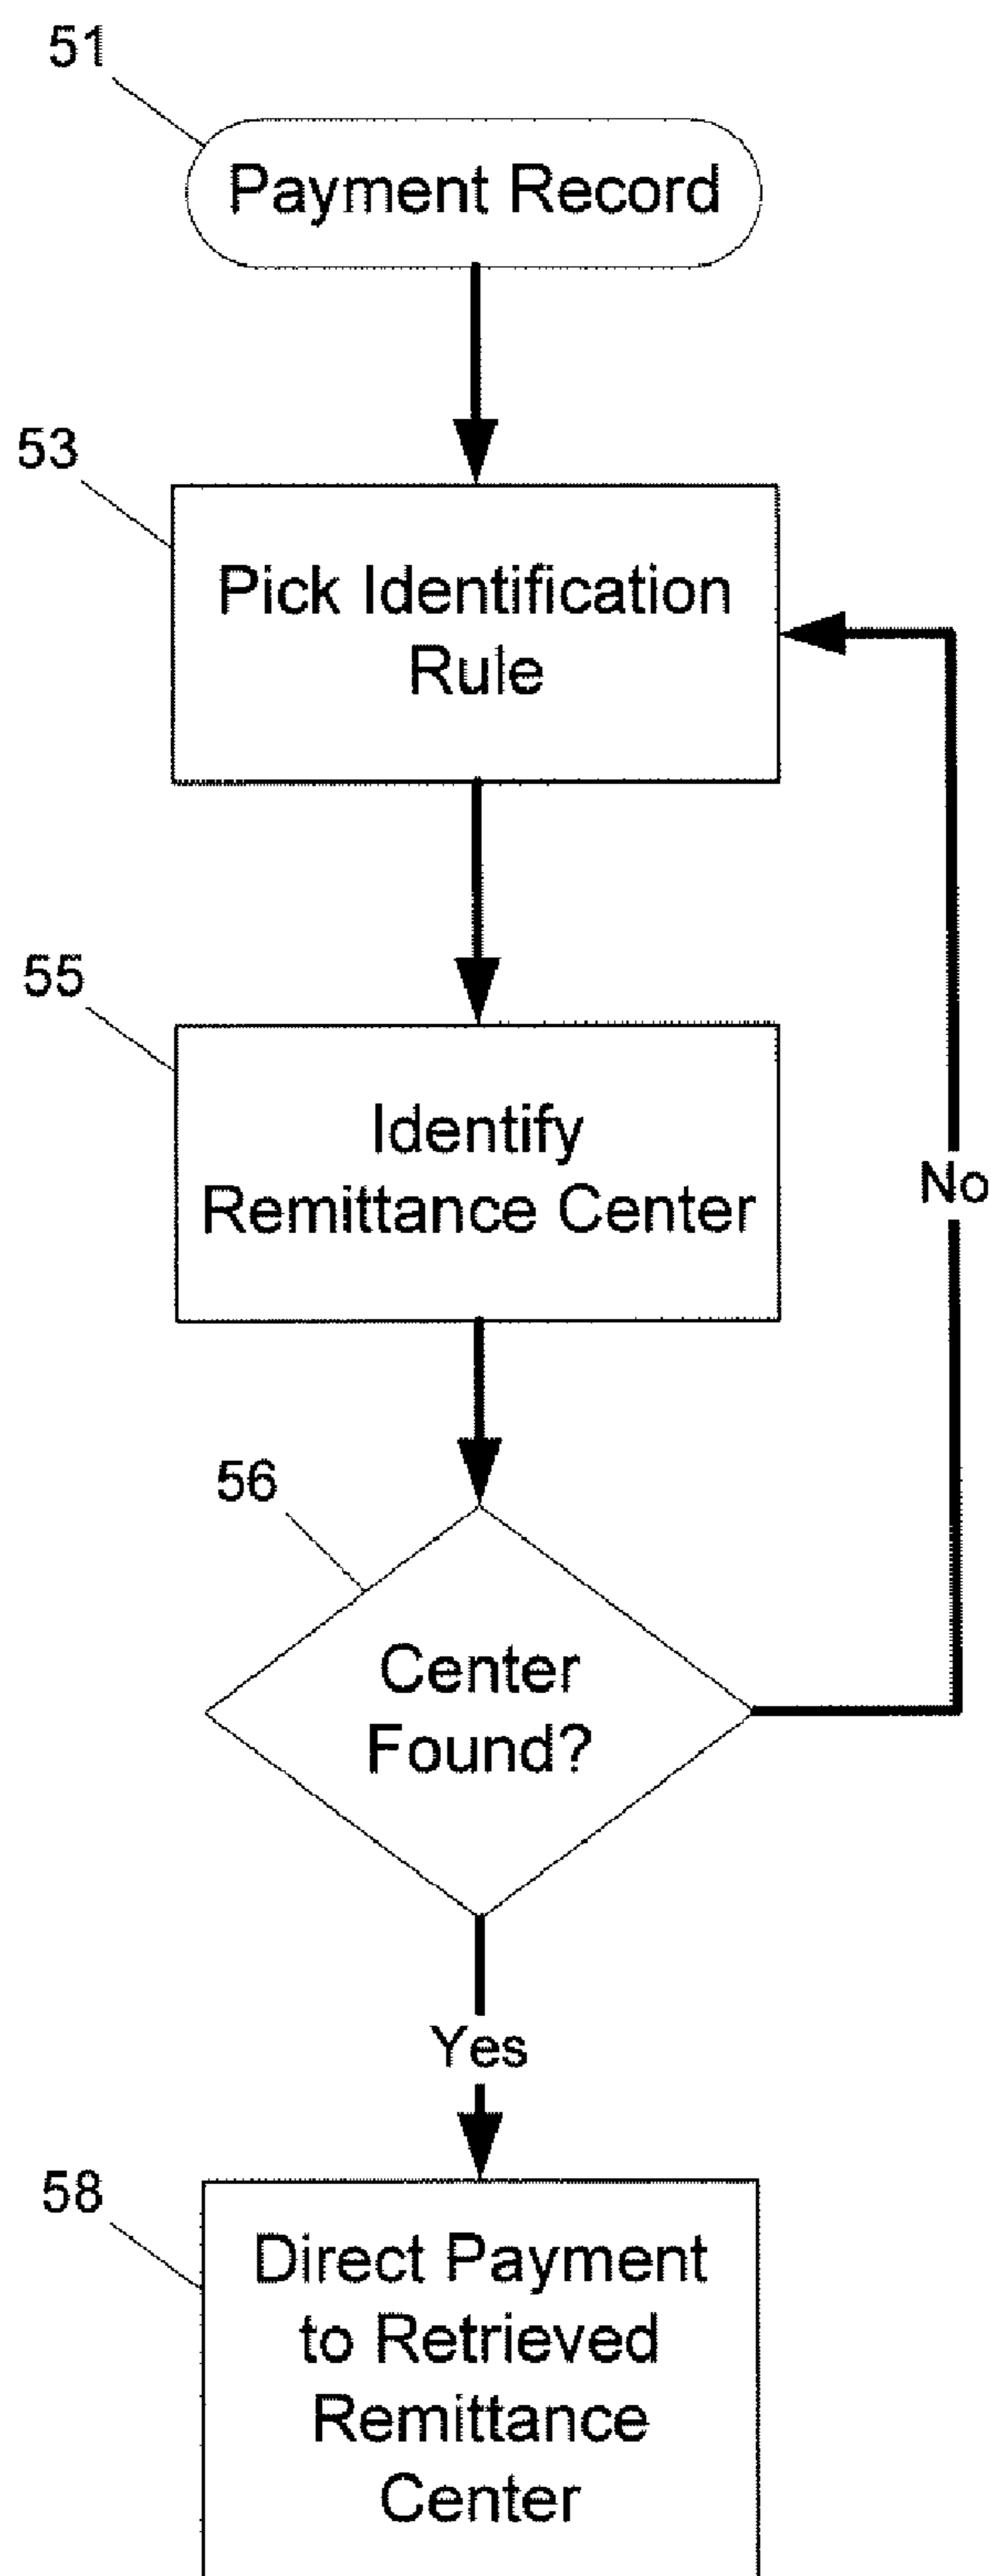 51
Payment Record
53
Pick Identification
Rule
55
Identify
Remittance Center
No
56
Center
Found?
Yes
58
Direct Payment
to Retrieved
Remittance
Center